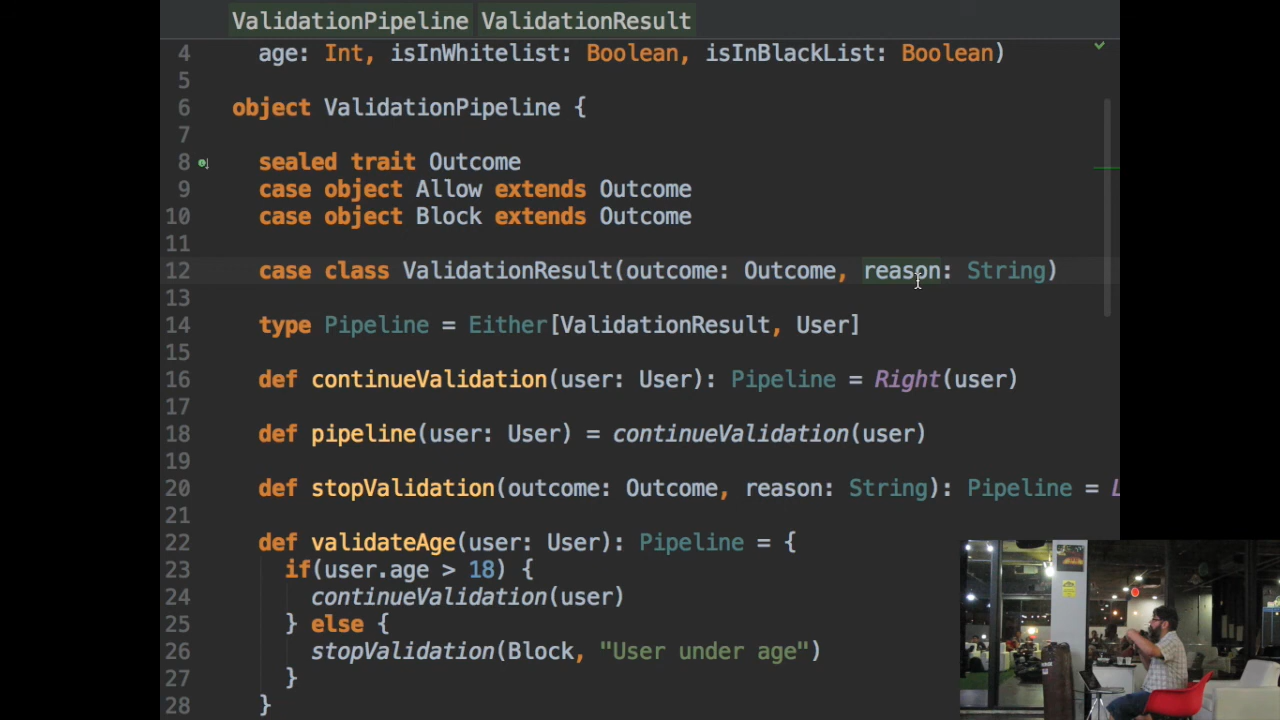 ValidationPipeline ValidationResult
4 age: Int, isInWhitelist: Boolean, isInBlackList: Boolean)
5
6 object ValidationPipeline {
7
8 sealed trait Outcome
9 case object Allow extends Outcome
10 case object Block extends Outcome
11
12 case class ValidationResult(outcome: Outcome, reason: String)
13
14 type Pipeline = Either[ValidationResult, User]
15
16 def continueValidation(user: User): Pipeline = Right(user)
17
18 def pipeline(user: User) = continueValidation(user)
19
20 def stopValidation(outcome: Outcome, reason: String): Pipeline = L
21
22 def validateAge(user: User): Pipeline = {
23 if(user.age > 18) {
24 continueValidation(user)
25 } else {
26 stopValidation(Block, "User under age")
27 }
28 }